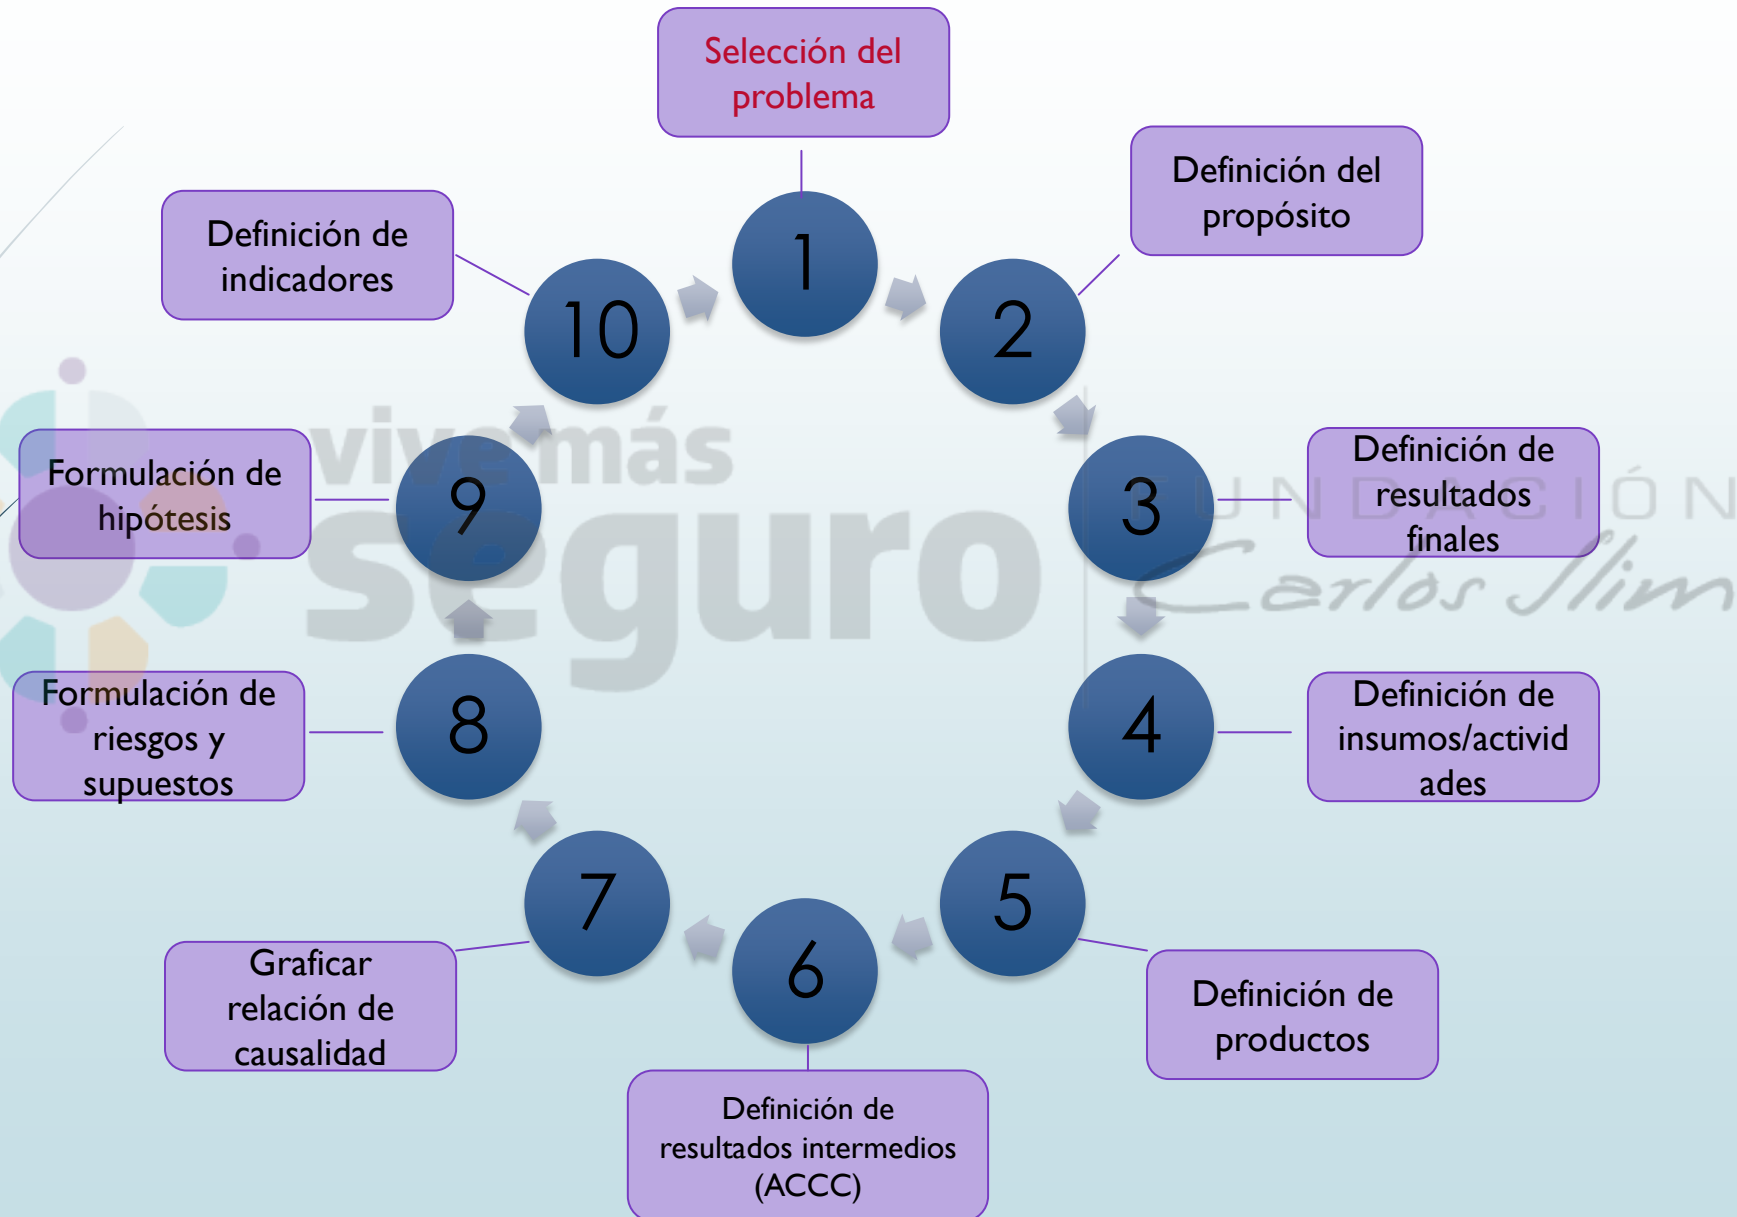 Selección del
problema
1
Definición del
propósito
2
Definición de
resultados
finales
3
Definición de
insumos/activid
ades
4
Definición de
productos
5
Definición de
resultados intermedios
(ACCC)
6
Graficar
relación de
causalidad
7
Formulación de
riesgos y
supuestos
8
Formulación de
hipótesis
9
Definición de
indicadores
10
vive más
seguro
FUNDACIÓN
Carlos Slim